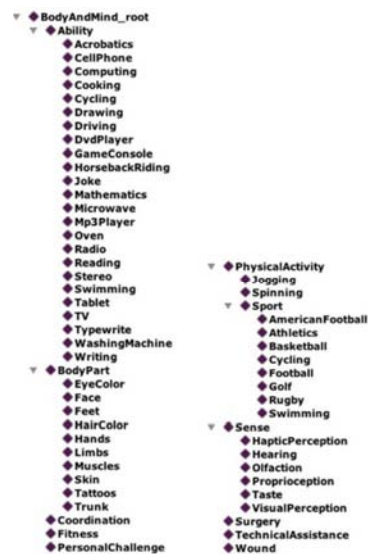 BodyAndMind_root
Ability
Acrobatics
CellPhone
Computing
Cooking
Cycling
Drawing
Driving
DvdPlayer
GameConsole
HorsebackRiding
Joke
Mathematics
Microwave
Mp3Player
Oven
Radio
Reading
Stereo
Swimming
Tablet
TV
Typewrite
WashingMachine
Writing
BodyPart
EyeColor
Face
Feet
HairColor
Hands
Limbs
Muscles
Skin
Tattoos
Trunk
Coordination
Fitness
PersonalChallenge
PhysicalActivity
Jogging
Spinning
Sport
AmericanFootball
Athletics
Basketball
Cycling
Football
Golf
Rugby
Swimming
Sense
HapticPerception
Hearing
Olfaction
Proprioception
Taste
VisualPerception
Surgery
TechnicalAssistance
Wound